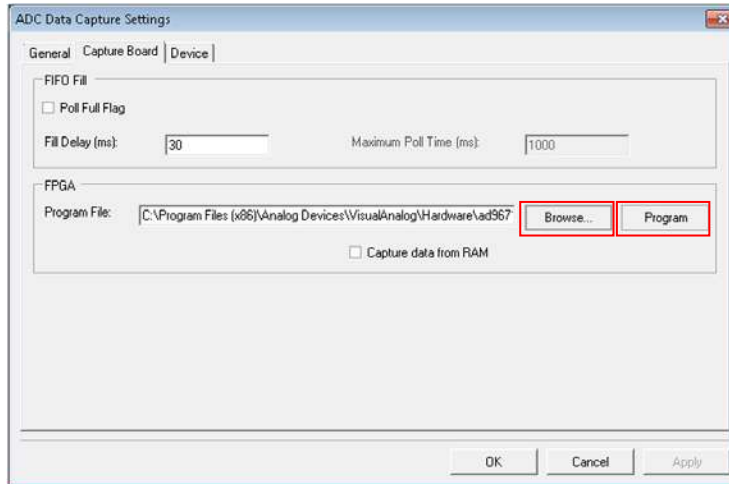 ADC Data Capture Settings
General Capture Board Device
FIFO Fill
Poll Full Flag
Fill Delay (ms): 30 Maximum Poll Time (ms): 1000
FPGA
Program File: C:\Program Files (x86)\Analog Devices\VisualAnalog\Hardware\ad967 Browse... Program
Capture data from RAM
OK Cancel Apply